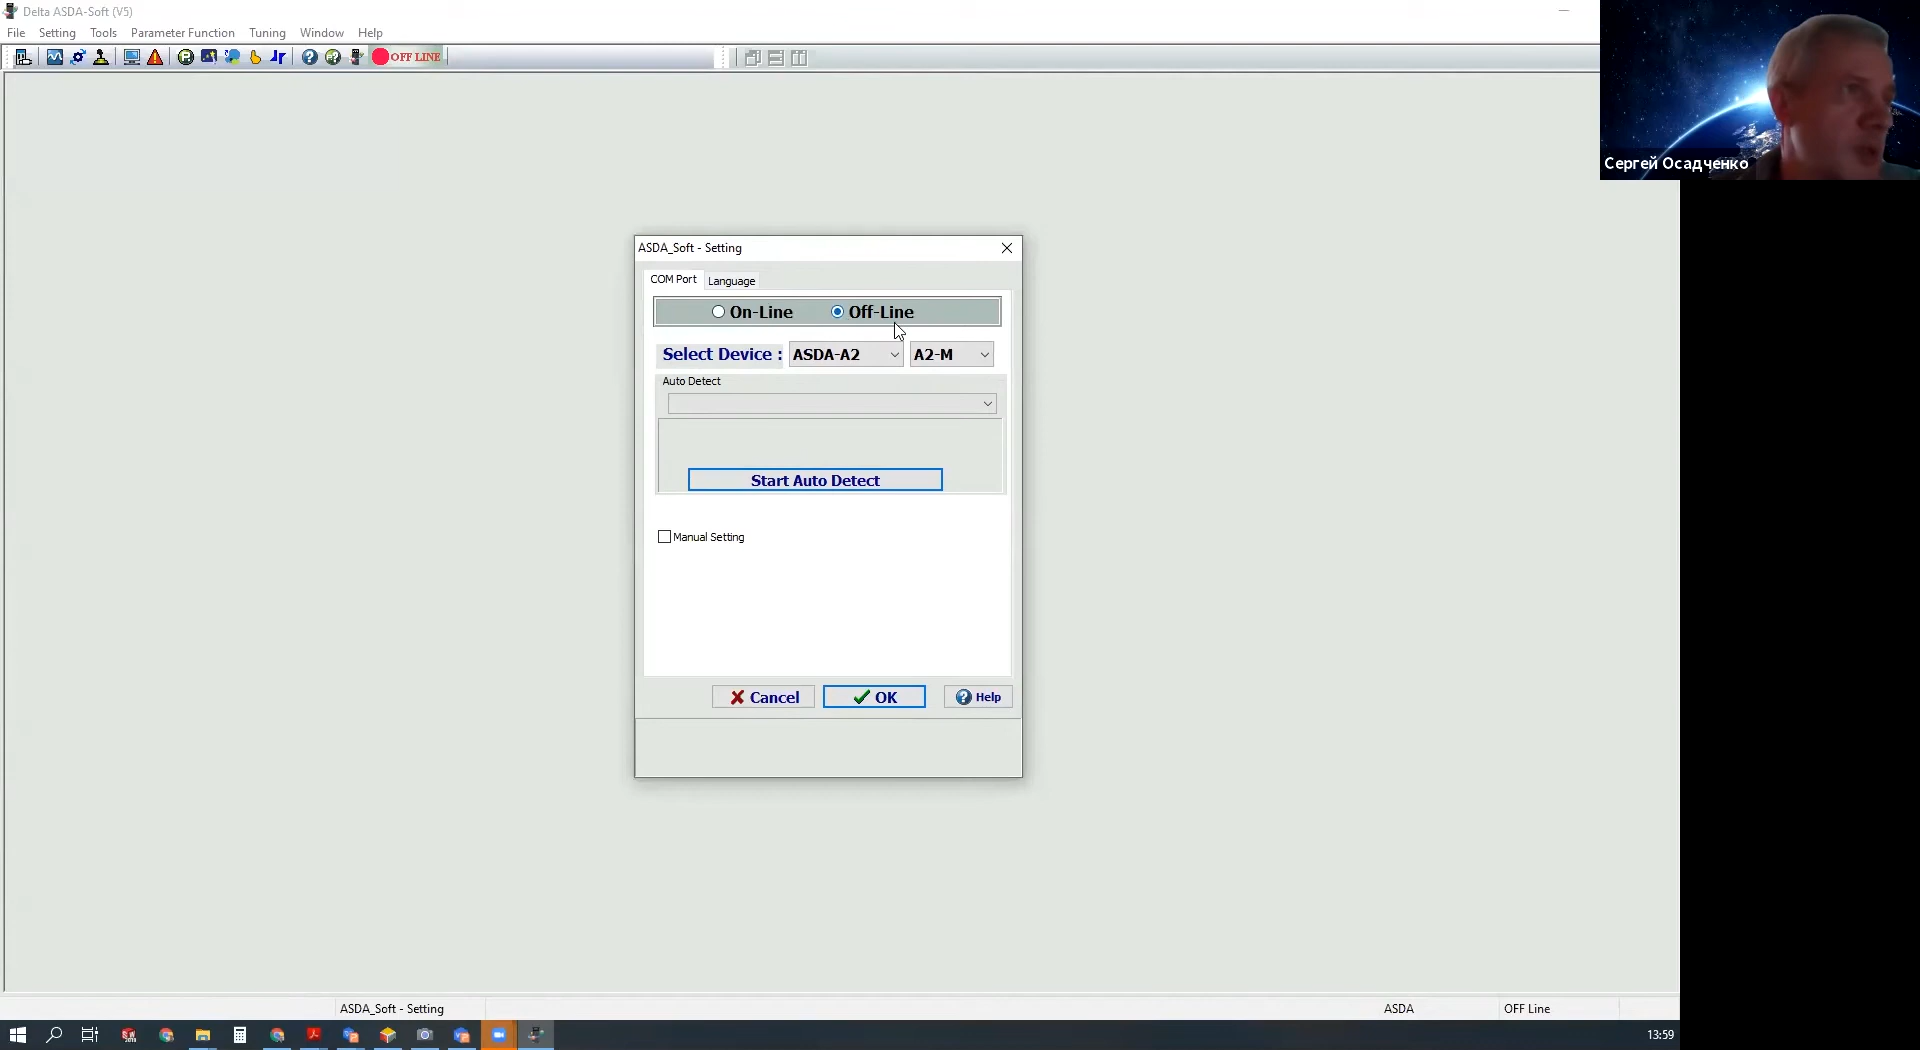 Delta ASDA-Soft (V5)
File Setting Tools Parameter Function Tuning Window Help
OFF LINE
Сергей Осадченко
ASDA_Soft - Setting
COM Port Language
On-Line Off-Line
Select Device : ASDA-A2 A2-M
Auto Detect
Start Auto Detect
Manual Setting
Cancel OK Help
ASDA_Soft - Setting ASDA OFF Line
13:59